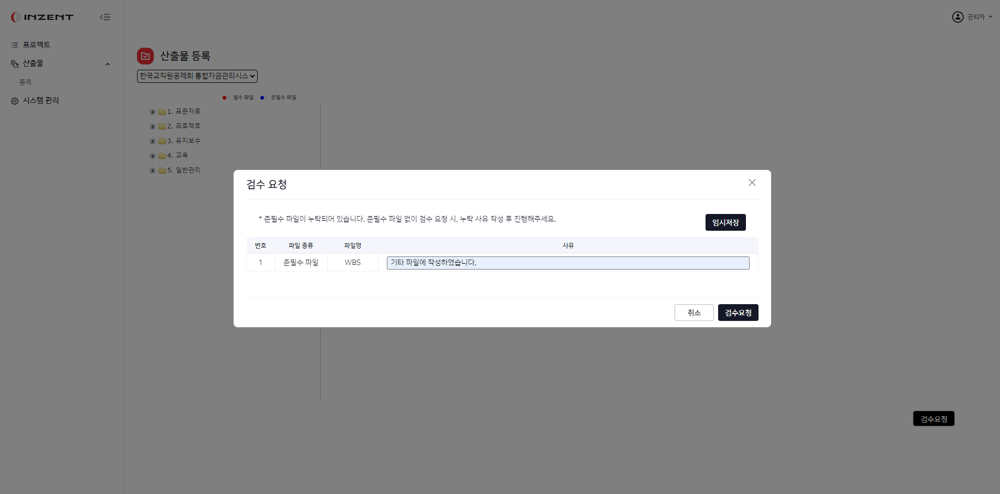 INZENT
관리자
프로젝트
산출물
등록
시스템 관리
산출물 등록
한국교직원공제회 통합자금관리시스
: 필수 파일 : 준필수 파일
1. 표준자료
2. 프로젝트
3. 유지보수
4. 교육
5. 일반관리
검수 요청
* 준필수 파일이 누락되어 있습니다. 준필수 파일 없이 검수 요청 시, 누락 사유 작성 후 진행해주세요.
임시저장
번호 파일 종류 파일명 사유
1 준필수 파일 WBS 기타 파일에 작성하였습니다.
취소 검수요청
검수요청